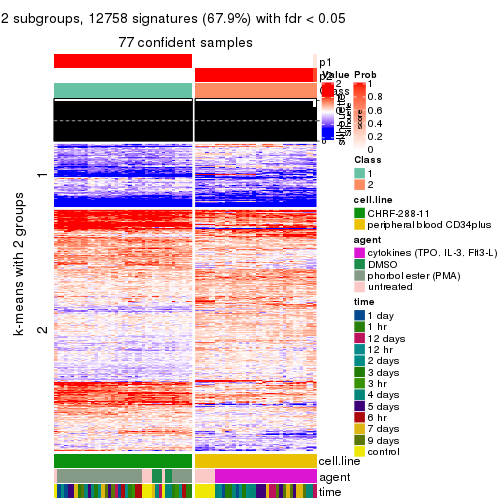 2 subgroups, 12758 signatures (67.9%) with fdr < 0.05
77 confident samples
p1
p2
Class
Silhouette
score
Value
2
Prob
1
0.8
0.6
0.4
0.2
0
Class
1
2
cell.line
CHRF-288-11
peripheral blood CD34plus
agent
cytokines (TPO, IL-3, Flt3-L)
DMSO
phorbol ester (PMA)
untreated
time
1 day
1 hr
12 days
12 hr
2 days
3 days
3 hr
4 days
5 days
6 hr
7 days
9 days
control
k-means with 2 groups
1
2
cell.line
agent
time